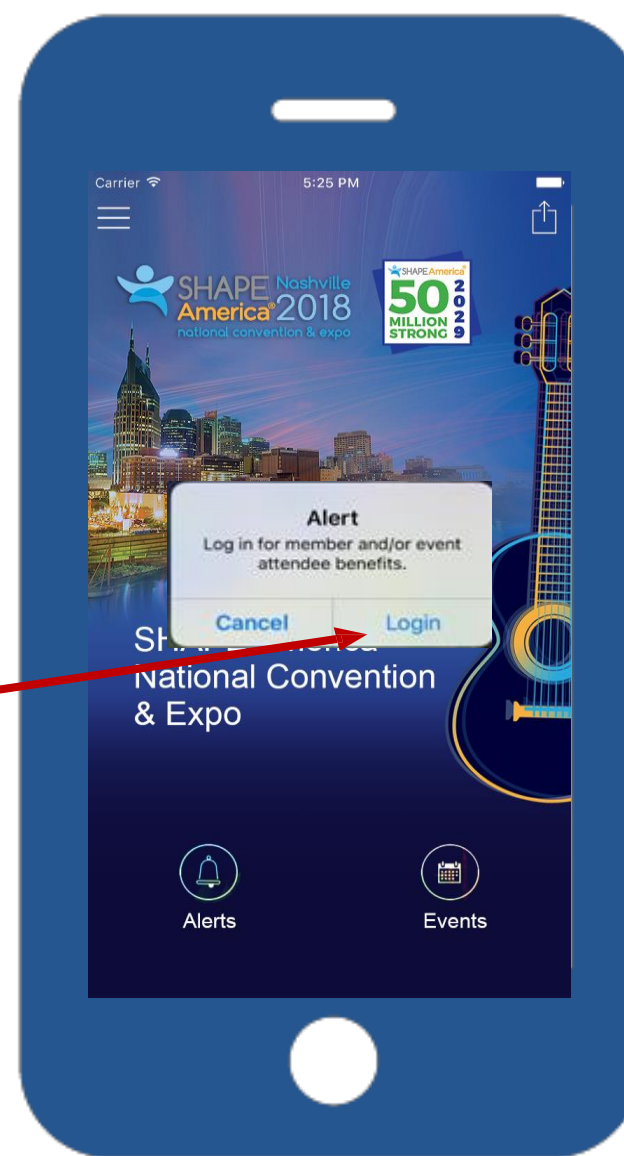 Carrier 5:25 PM
SHAPE Nashville
America® 2018
national convention & expo
SHAPE America®
50
MILLION
STRONG
2029
Alert
Log in for member and/or event
attendee benefits.
Cancel Login
National Convention
& Expo
Alerts Events